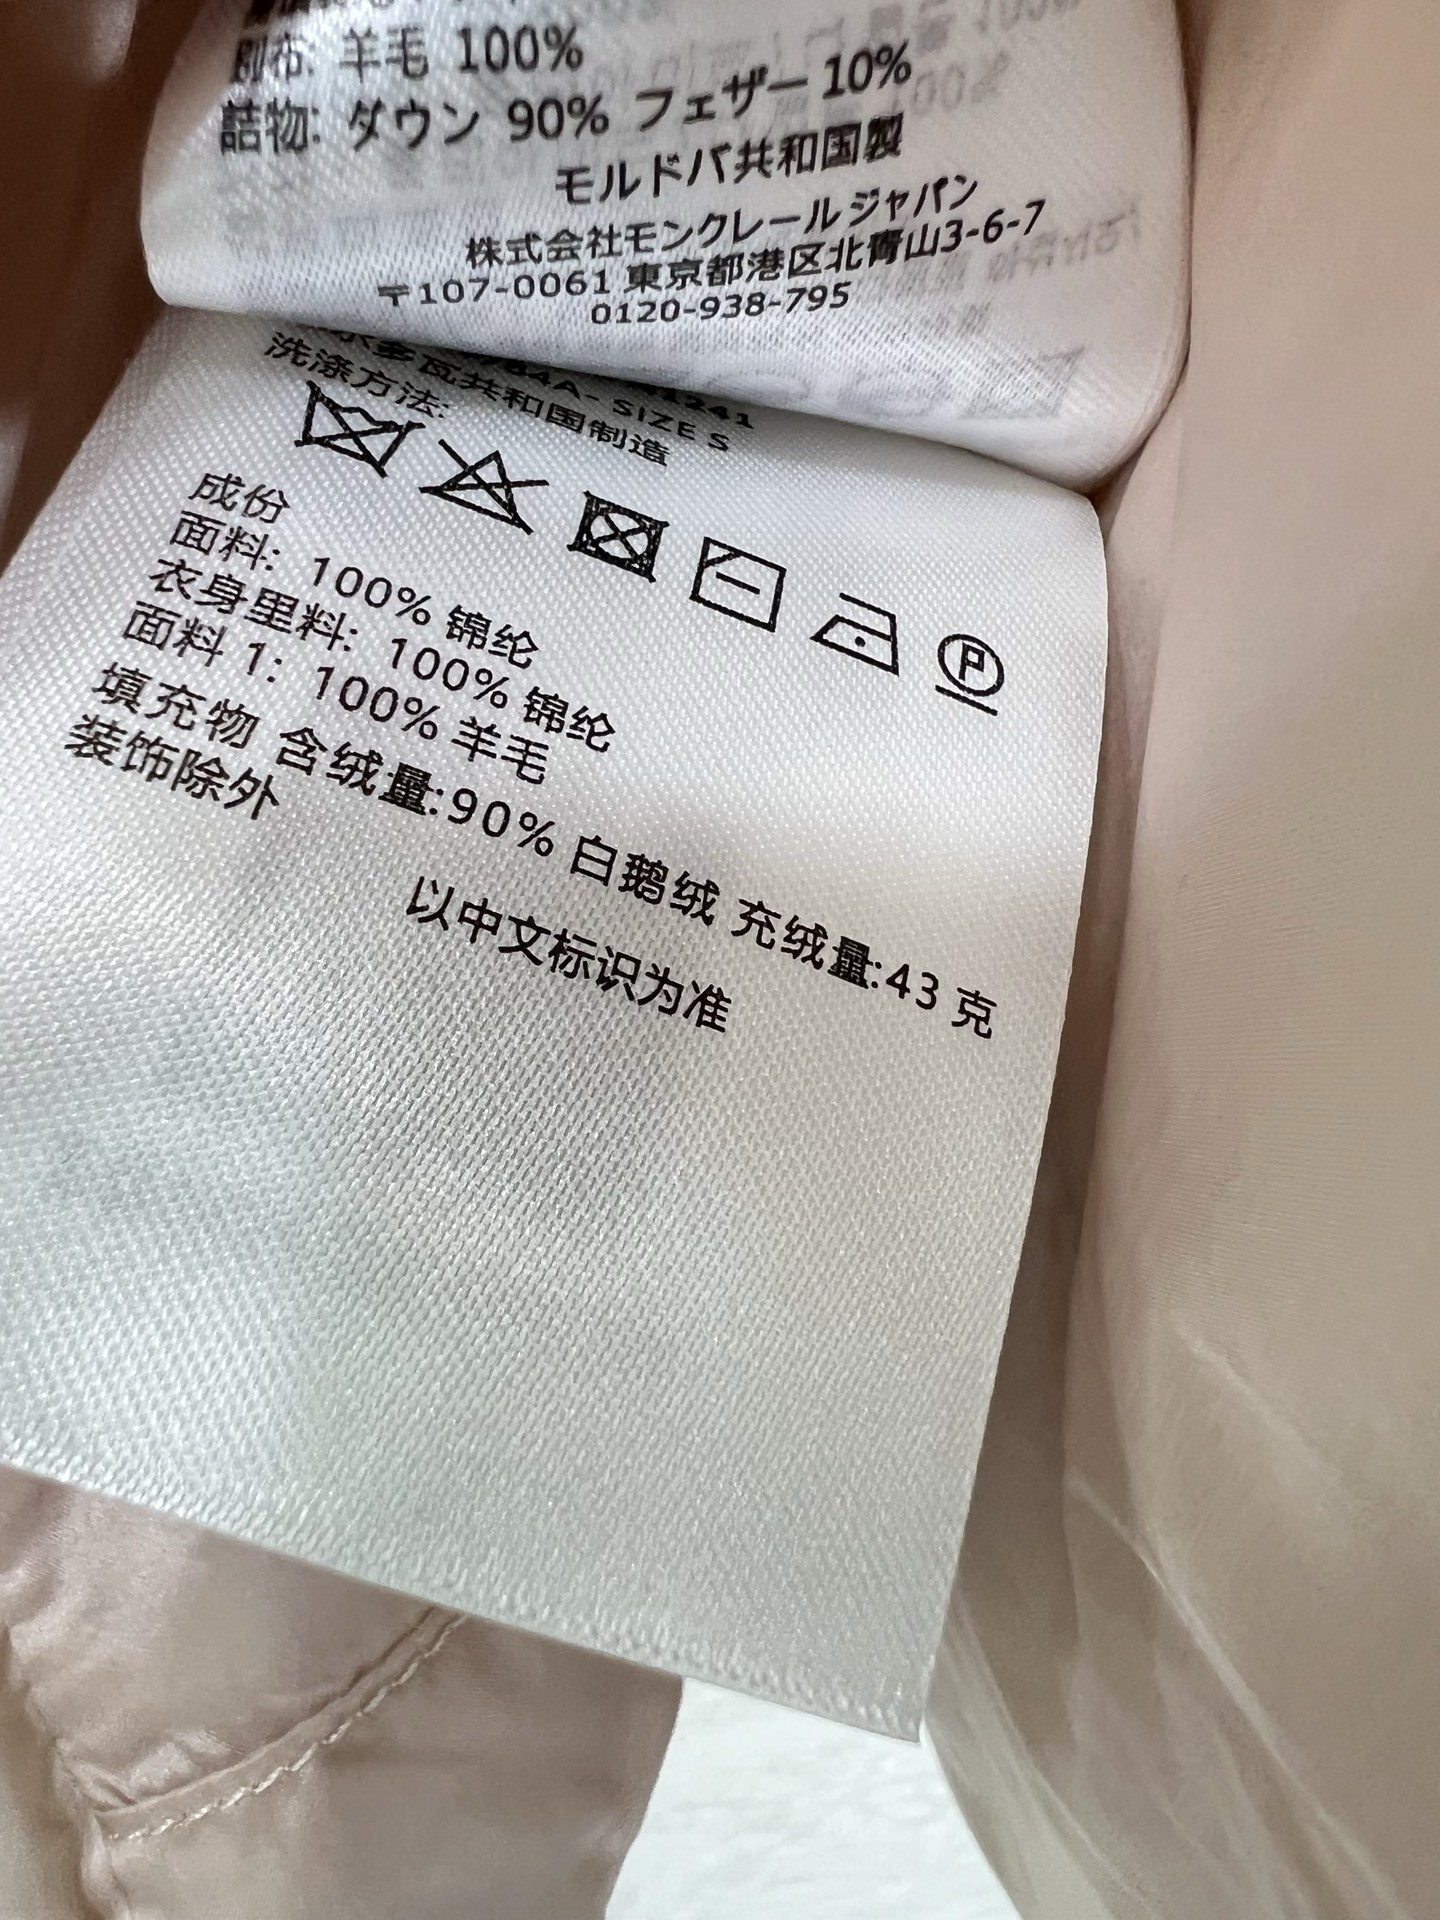 別布: 羊毛 100%
詰物: ダウン 90% フェザー 10%
モルドバ共和国製
株式会社モンクレール ジャパン
〒107-0061 東京都港区北青山3-6-7
0120-938-795
SIZE S
多瓦共和国制造
洗涤方法:
P
成份
面料: 100% 锦纶
衣身里料: 100% 锦纶
面料 1: 100% 羊毛
填充物 含绒量:90% 白鹅绒 充绒量:43 克
装饰除外
以中文标识为准